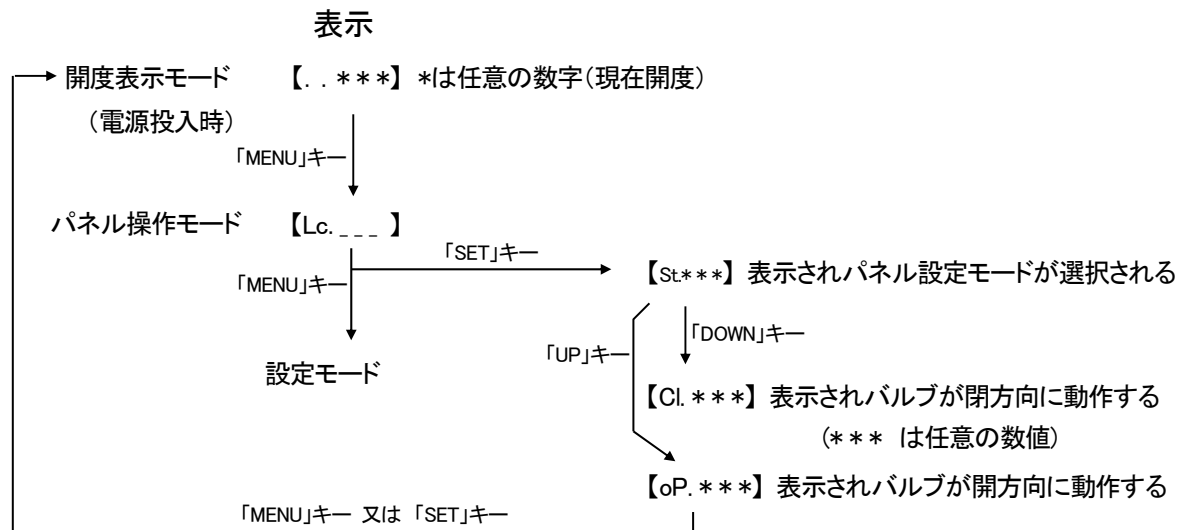 表示
開度表示モード 【. . ***】 *は任意の数字(現在開度)
(電源投入時)
「MENU」キー
パネル操作モード 【Lc._ _ _ 】
「SET」キー
「MENU」キー
【St.***】 表示されパネル設定モードが選択される
「UP」キー
「DOWN」キー
設定モード
【Cl. ***】 表示されバルブが閉方向に動作する
(*** は任意の数値)
【oP. ***】 表示されバルブが開方向に動作する
「MENU」キー 又は 「SET」キー